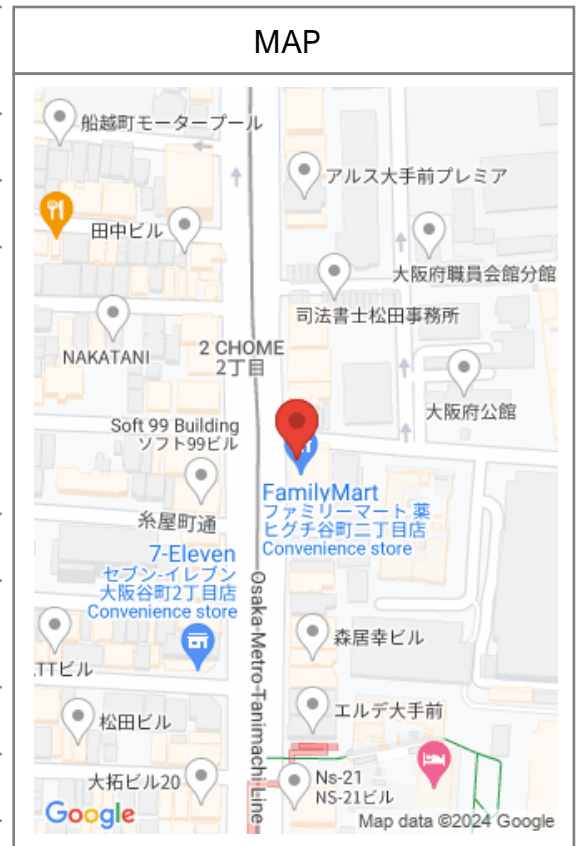 MAP
船越町モータープール
アルス大手前プレミア
田中ビル
大阪府職員会館分館
司法書士松田事務所
2 CHOME
2丁目
NAKATANI
大阪府公館
Soft 99 Building
ソフト99ビル
FamilyMart
ファミリーマート 薬
ヒグチ谷町二丁目店
Convenience store
糸屋町通
7-Eleven
セブン-イレブン
大阪谷町2丁目店
Convenience store
Osaka-Metro-Tanimachi-Line
森居幸ビル
TTビル
エルデ大手前
松田ビル
大拓ビル20
Ns-21
NS-21ビル
Google
Map data ©2024 Google